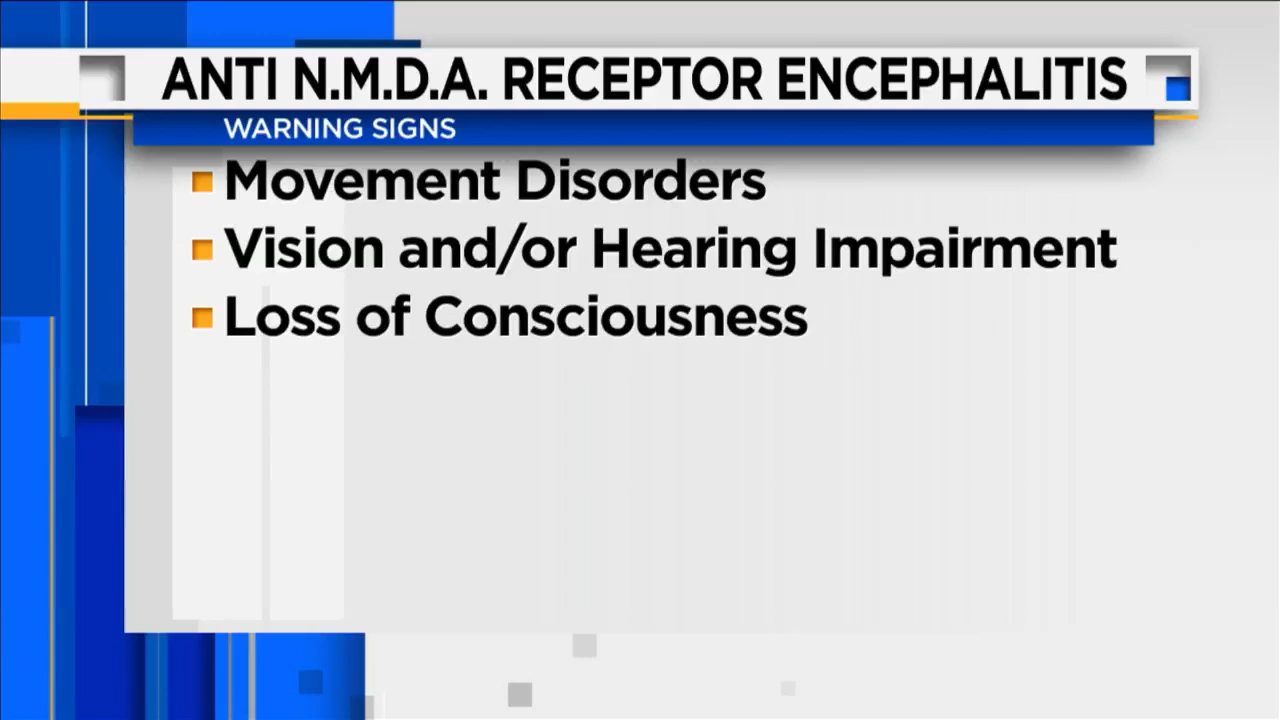 ANTI N.M.D.A. RECEPTOR ENCEPHALITIS
WARNING SIGNS
Movement Disorders
Vision and/or Hearing Impairment
Loss of Consciousness